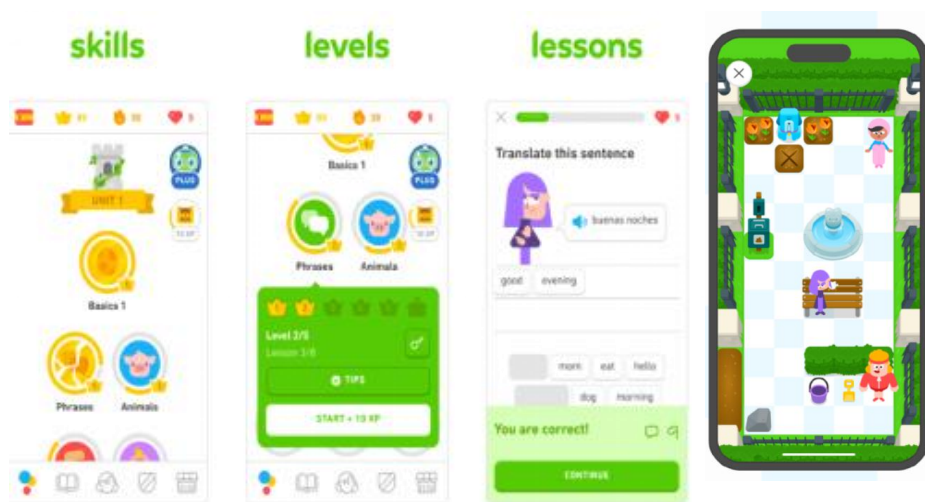 skills
levels
lessons
5
UNIT 1
PLUS
Basics 1
Phrases
Animals
Basics 1
PLUS
Phrases
Animals
Level 2/5
TIPS
START + 10 XP
5
Translate this sentence
buenas noches
good evening
mom eat hello
dog morning
You are correct!
CONTINUE